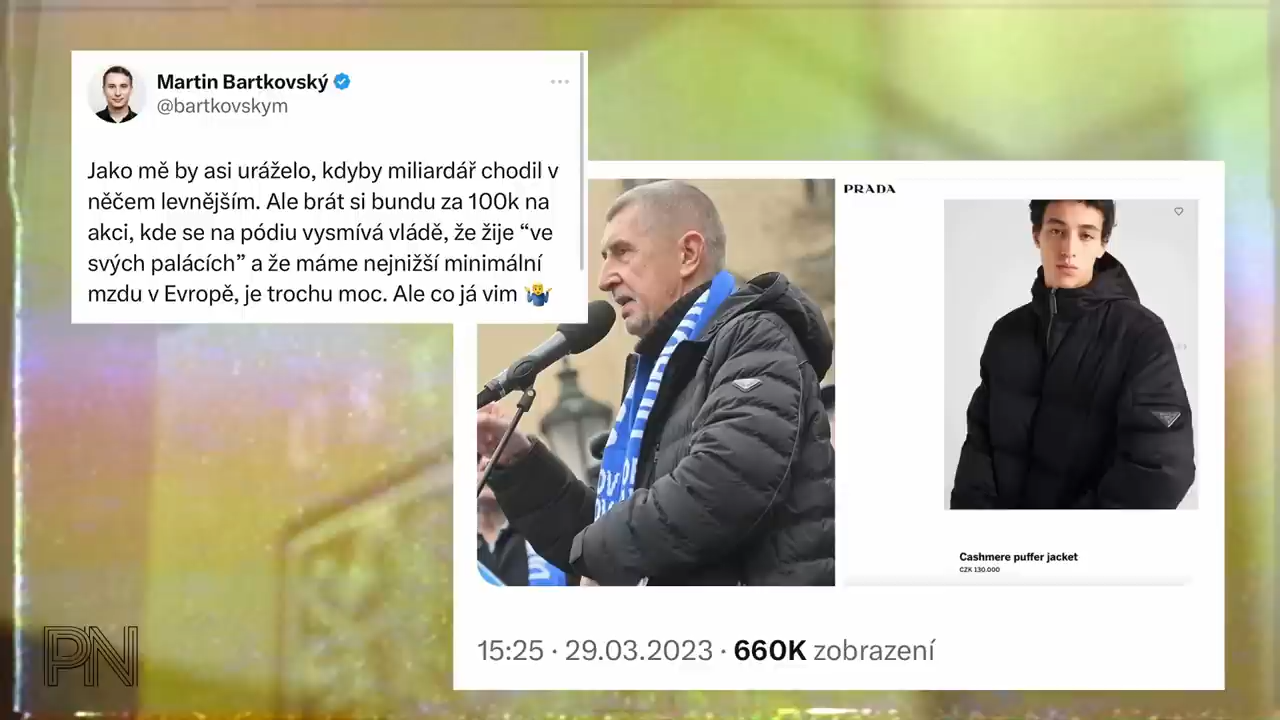 Martin Bartkovský
@bartkovskym
Jako mě by asi uráželo, kdyby miliardář chodil v
něčem levnějším. Ale brát si bundu za 100k na
akci, kde se na pódiu vysmívá vládě, že žije “ve
svých palácích” a že máme nejnižší minimální
mzdu v Evropě, je trochu moc. Ale co já vim 🤷‍♂️
PRADA
Cashmere puffer jacket
CZK 130.000
15:25 · 29.03.2023 · 660K zobrazení
PN